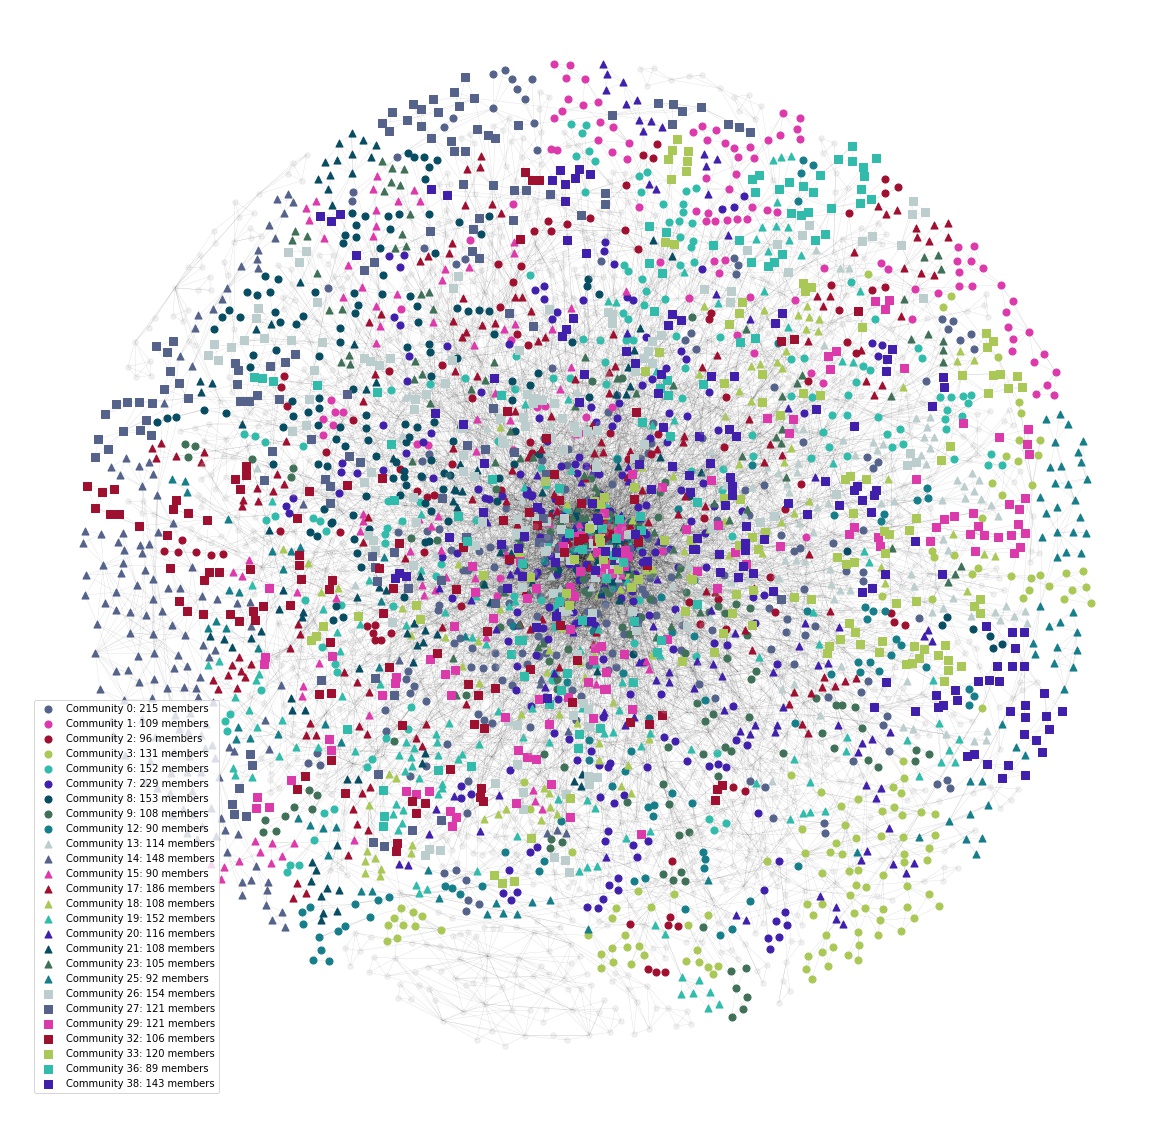 Community 0: 215 members
Community 1: 109 members
Community 2: 96 members
Community 3: 131 members
Community 6: 152 members
Community 7: 229 members
Community 8: 153 members
Community 9: 108 members
Community 12: 90 members
Community 13: 114 members
Community 14: 148 members
Community 15: 90 members
Community 17: 186 members
Community 18: 108 members
Community 19: 152 members
Community 20: 116 members
Community 21: 108 members
Community 23: 105 members
Community 25: 92 members
Community 26: 154 members
Community 27: 121 members
Community 29: 121 members
Community 32: 106 members
Community 33: 120 members
Community 36: 89 members
Community 38: 143 members